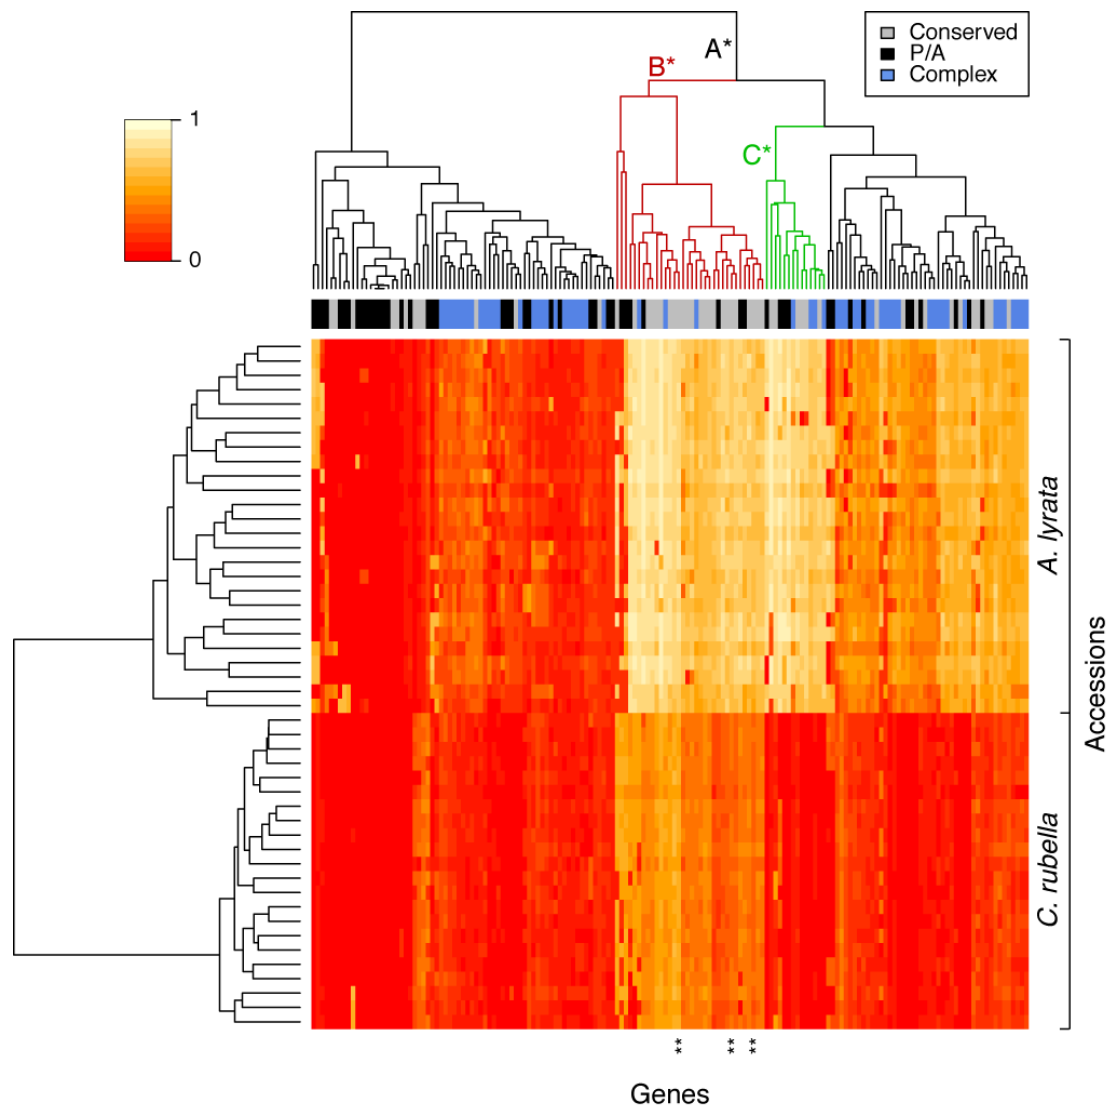 A*
B*
C*
Conserved
P/A
Complex
1
0
A. lyrata
C. rubella
Accessions
** ** **
Genes